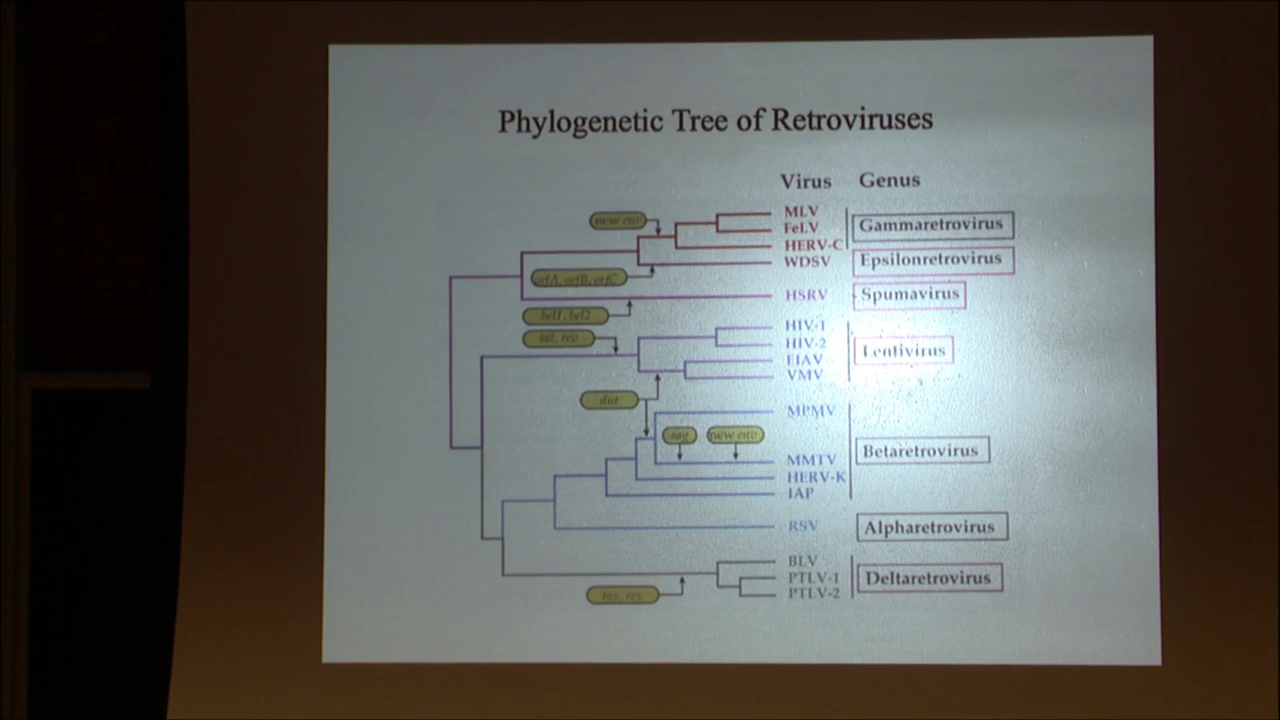 Phylogenetic Tree of Retroviruses
Virus Genus
new env
MLV
FeLV
Gammaretrovirus
HERV-C
WDSV
Epsilonretrovirus
orfA, orfB, orfC
HSRV
Spumavirus
bel1, bel2
tat, rev
HIV-1
HIV-2
Lentivirus
EIAV
VMV
dut
MPMV
sag
new env
Betaretrovirus
MMTV
HERV-K
IAP
RSV
Alpharetrovirus
BLV
PTLV-1
Deltaretrovirus
PTLV-2
tax, rex